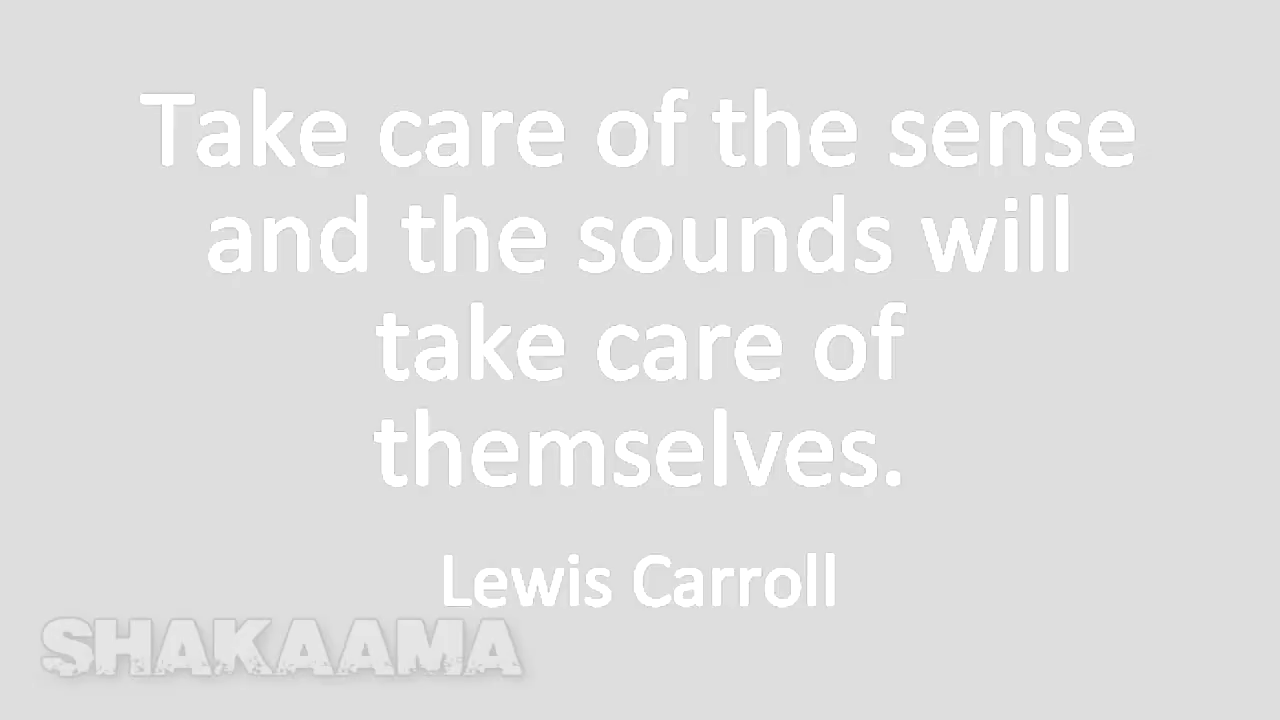 Take care of the sense
and the sounds will
take care of
themselves.
Lewis Carroll
SHAKAAMA